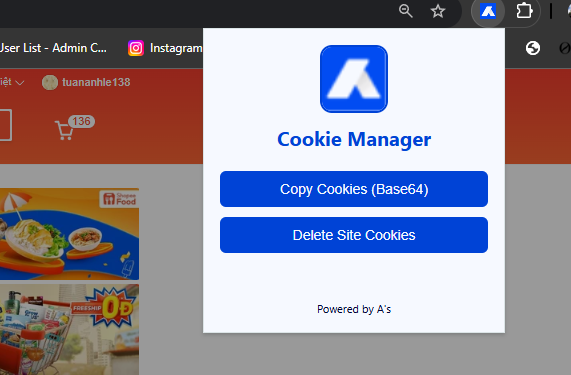 User List - Admin C...
Instagram
iệt
tuananhle138
136
Cookie Manager
Copy Cookies (Base64)
Delete Site Cookies
Powered by A's
Shopee
Food
FREESHIP
0Đ